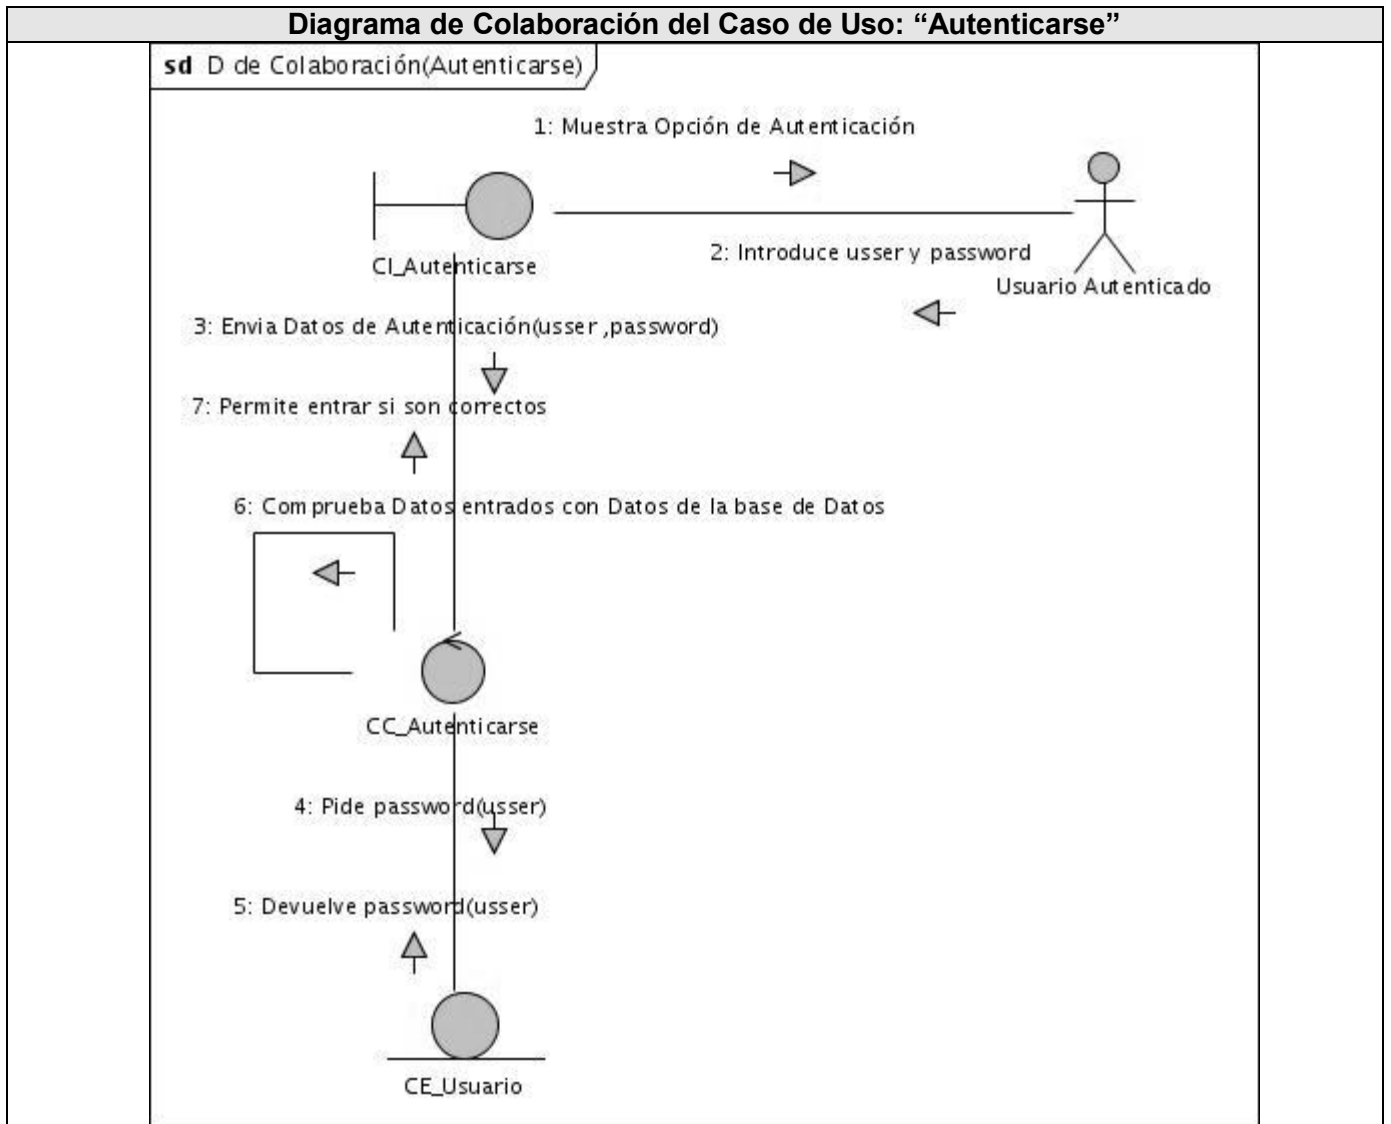 Diagrama de Colaboración del Caso de Uso: “Autenticarse”
sd D de Colaboración(Autenticarse)
1: Muestra Opción de Autenticación
2: Introduce usser y password
CI_Autenticarse
Usuario Autenticado
3: Envia Datos de Autenticación(usser ,password)
7: Permite entrar si son correctos
6: Comprueba Datos entrados con Datos de la base de Datos
CC_Autenticarse
4: Pide password(usser)
5: Devuelve password(usser)
CE_Usuario